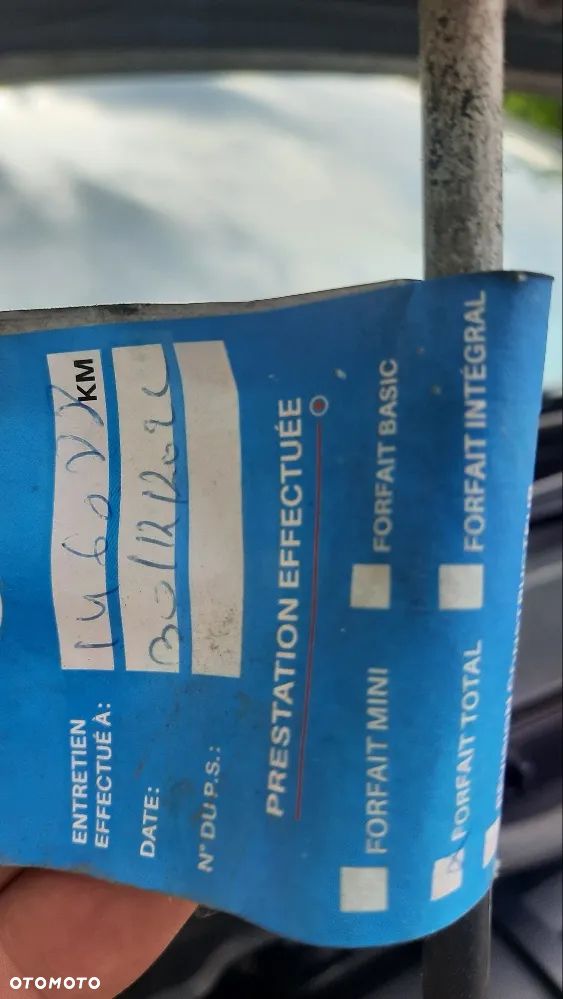 ENTRETIEN
EFFECTUÉ À: KM
DATE:
N° DU P.S.:
PRESTATION EFFECTUÉE
FORFAIT MINI FORFAIT BASIC
FORFAIT TOTAL FORFAIT INTÉGRAL
OTOMOTO